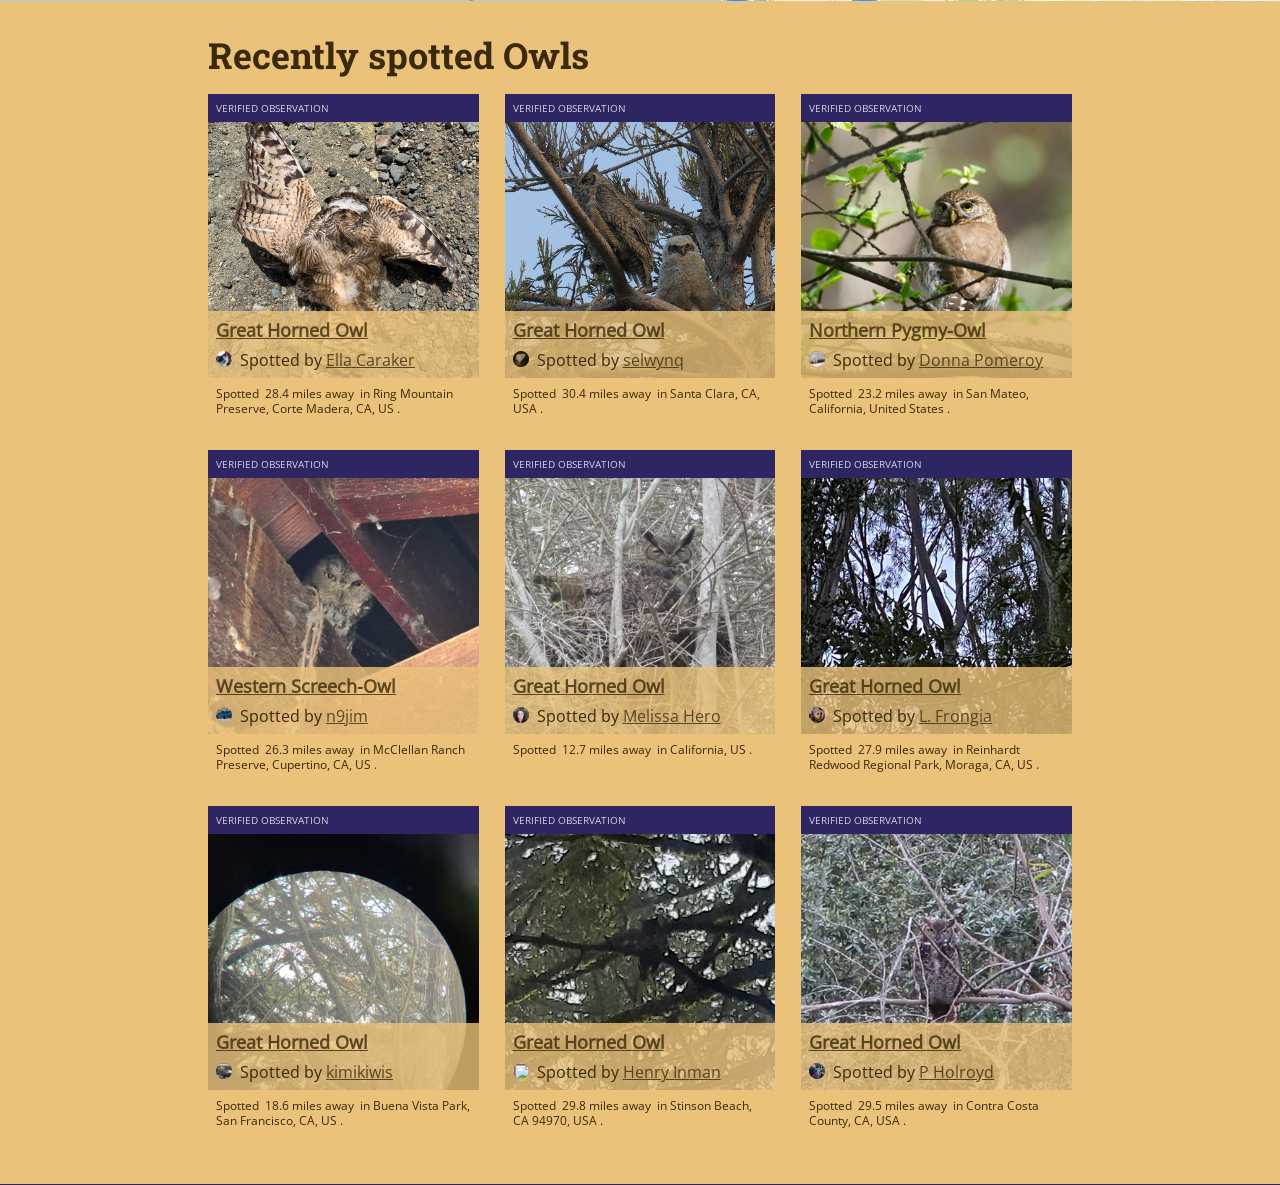 Recently spotted Owls
VERIFIED OBSERVATION
Great Horned Owl
Spotted by Ella Caraker
Spotted 28.4 miles away in Ring Mountain
Preserve, Corte Madera, CA, US .
VERIFIED OBSERVATION
Great Horned Owl
Spotted by selwynq
Spotted 30.4 miles away in Santa Clara, CA,
USA .
VERIFIED OBSERVATION
Northern Pygmy-Owl
Spotted by Donna Pomeroy
Spotted 23.2 miles away in San Mateo,
California, United States .
VERIFIED OBSERVATION
Western Screech-Owl
Spotted by n9jim
Spotted 26.3 miles away in McClellan Ranch
Preserve, Cupertino, CA, US .
VERIFIED OBSERVATION
Great Horned Owl
Spotted by Melissa Hero
Spotted 12.7 miles away in California, US .
VERIFIED OBSERVATION
Great Horned Owl
Spotted by L. Frongia
Spotted 27.9 miles away in Reinhardt
Redwood Regional Park, Moraga, CA, US .
VERIFIED OBSERVATION
Great Horned Owl
Spotted by kimikiwis
Spotted 18.6 miles away in Buena Vista Park,
San Francisco, CA, US .
VERIFIED OBSERVATION
Great Horned Owl
Spotted by Henry Inman
Spotted 29.8 miles away in Stinson Beach,
CA 94970, USA .
VERIFIED OBSERVATION
Great Horned Owl
Spotted by P Holroyd
Spotted 29.5 miles away in Contra Costa
County, CA, USA .